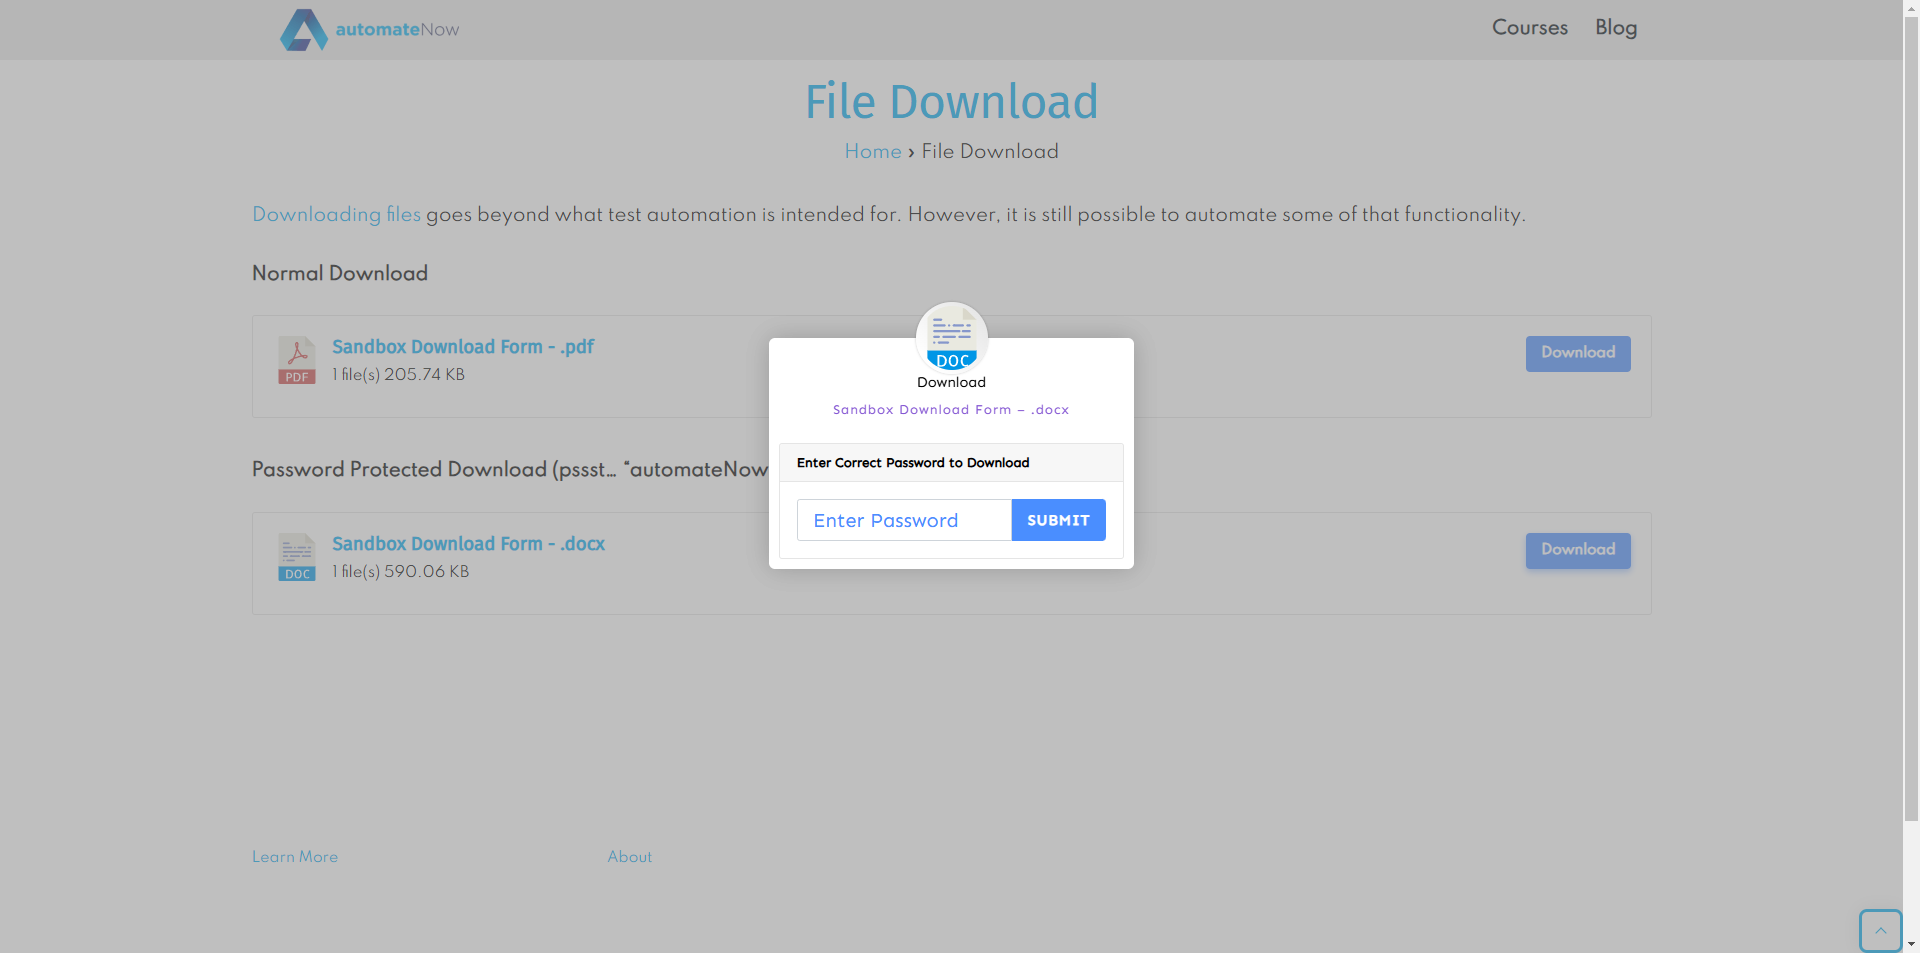 automateNow
Courses
Blog
File Download
Home › File Download
Downloading files goes beyond what test automation is intended for. However, it is still possible to automate some of that functionality.
Normal Download
PDF
Sandbox Download Form - .pdf
1 file(s) 205.74 KB
Download
DOC
Download
Sandbox Download Form – .docx
Enter Correct Password to Download
Enter Password
SUBMIT
Password Protected Download (pssst… “automateNow
DOC
Sandbox Download Form - .docx
1 file(s) 590.06 KB
Download
Learn More
About